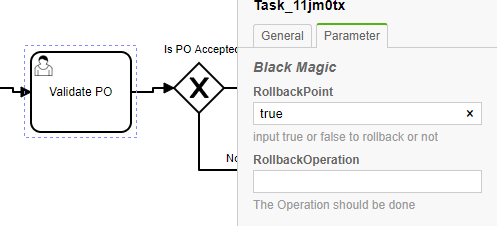 Task_11jm0tx
General
Parameter
Is PO Accepted
Validate PO
X
No
Black Magic
RollbackPoint
true ×
input true or false to rollback or not
RollbackOperation
The Operation should be done